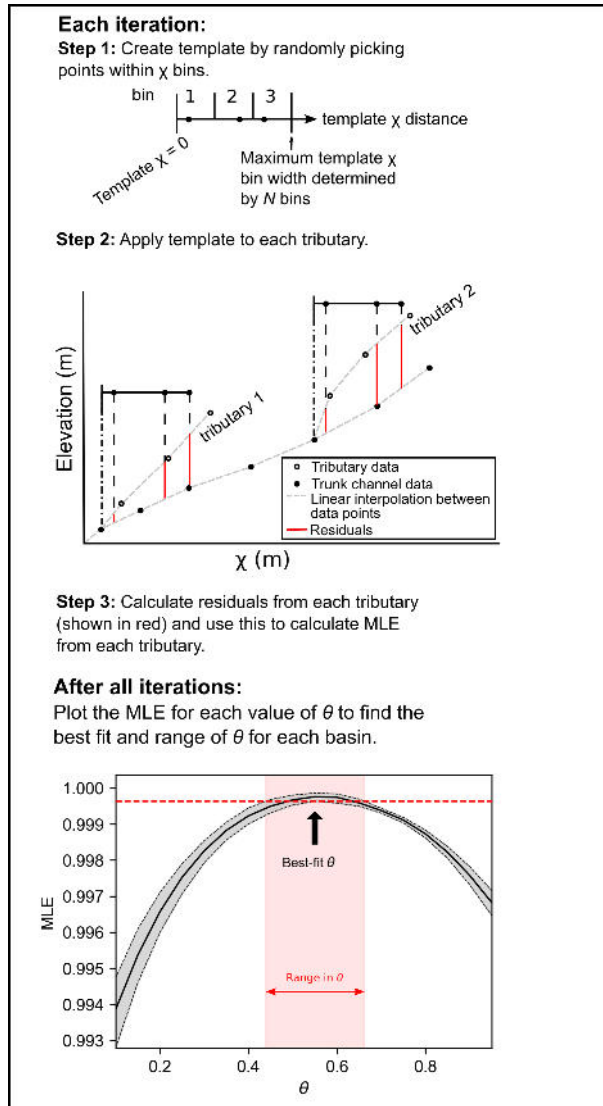 Each iteration:
Step 1: Create template by randomly picking
points within χ bins.
bin 1 2 3
template χ distance
Template χ = 0
Maximum template χ
bin width determined
by N bins
Step 2: Apply template to each tributary.
Elevation (m)
tributary 1
tributary 2
Tributary data
Trunk channel data
Linear interpolation between
data points
Residuals
χ (m)
Step 3: Calculate residuals from each tributary
(shown in red) and use this to calculate MLE
from each tributary.
After all iterations:
Plot the MLE for each value of θ to find the
best fit and range of θ for each basin.
MLE
1.000
0.999
0.998
0.997
0.996
0.995
0.994
0.993
Best-fit θ
Range in θ
0.2 0.4 0.6 0.8
θ